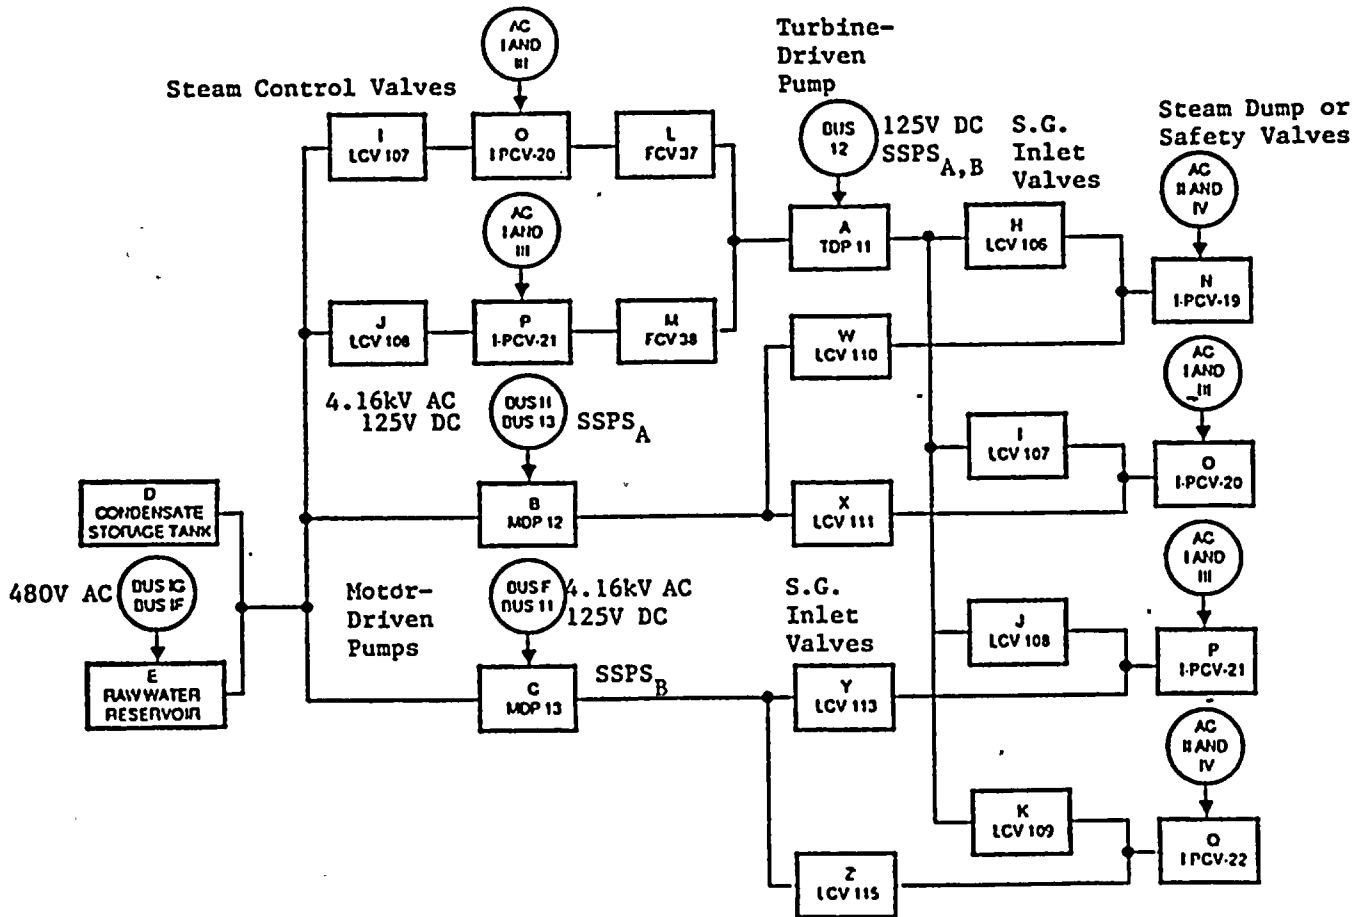 AC
I AND
III
Turbine-
Driven
Pump
Steam Control Valves
I
LCV 107
O
I-PCV-20
L
FCV 37
BUS
12
125V DC
SSPS A,B
S.G.
Inlet
Valves
Steam Dump or
Safety Valves
AC
II AND
IV
AC
I AND
III
A
TDP 11
H
LCV 106
N
I-PCV-19
J
LCV 108
P
I-PCV-21
M
FCV 38
W
LCV 110
AC
I AND
III
4.16kV AC
125V DC
BUS H
BUS 13
SSPS A
I
LCV 107
O
I-PCV-20
D
CONDENSATE
STORAGE TANK
B
MDP 12
X
LCV 111
AC
I AND
III
480V AC
BUS IG
BUS IF
Motor-
Driven
Pumps
BUS F
BUS 11
4.16kV AC
125V DC
S.G.
Inlet
Valves
J
LCV 108
P
I-PCV-21
E
RAW WATER
RESERVOIR
C
MDP 13
SSPS B
Y
LCV 113
AC
II AND
IV
K
LCV 109
Q
I-PCV-22
Z
LCV 115